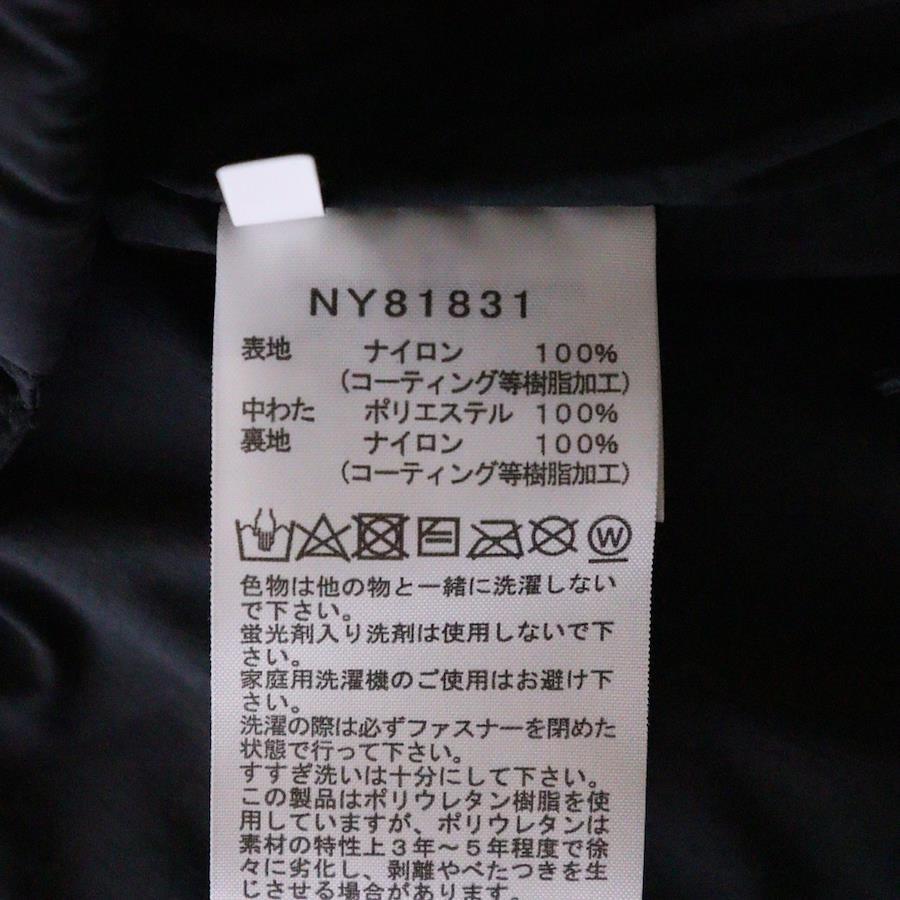 NY81831
表地 ナイロン 100%
(コーティング等樹脂加工)
中わた ポリエステル 100%
裏地 ナイロン 100%
(コーティング等樹脂加工)
W
色物は他の物と一緒に洗濯しない
で下さい。
蛍光剤入り洗剤は使用しないで下
さい。
家庭用洗濯機のご使用はお避け下
さい。
洗濯の際は必ずファスナーを閉めた
状態で行って下さい。
すすぎ洗いは十分にして下さい。
この製品はポリウレタン樹脂を使
用していますが、ポリウレタンは
素材の特性上3年～5年程度で徐
々に劣化し、剥離やべたつきを生
じさせる場合があります。